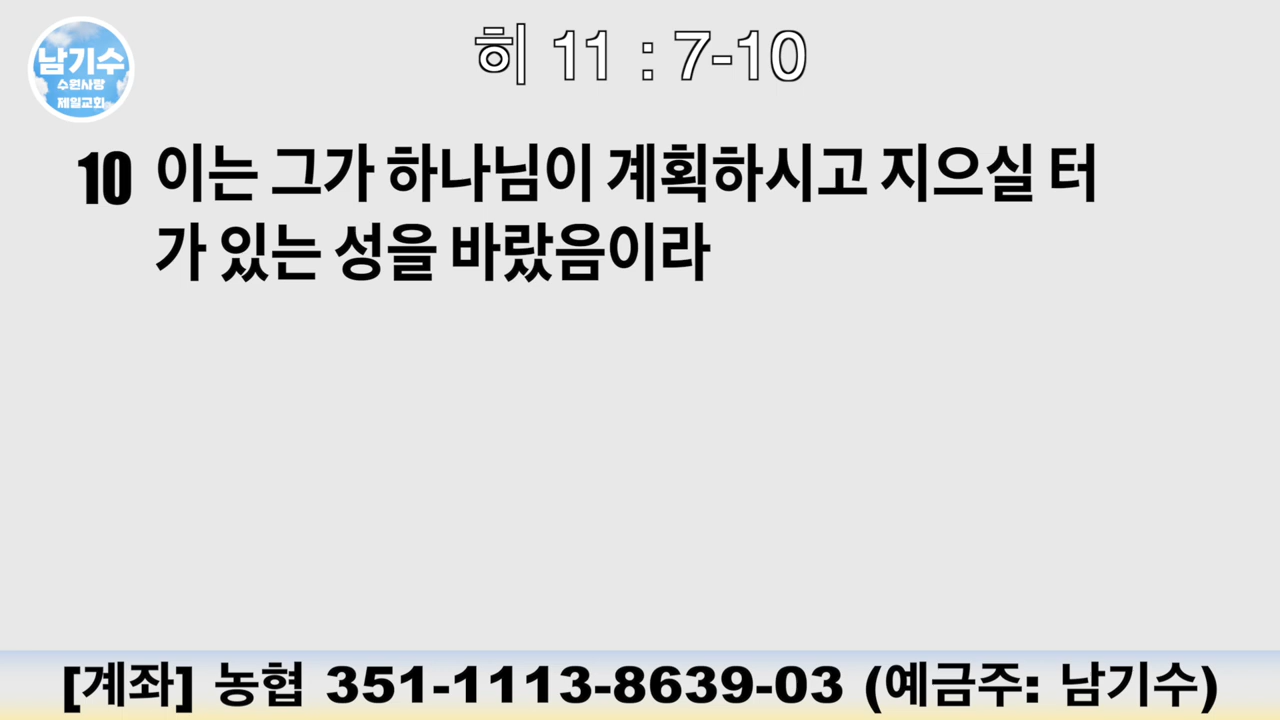 남기수
수원사랑
제일교회
히 11 : 7-10
10 이는 그가 하나님이 계획하시고 지으실 터
가 있는 성을 바랐음이라
[계좌] 농협 351-1113-8639-03 (예금주: 남기수)